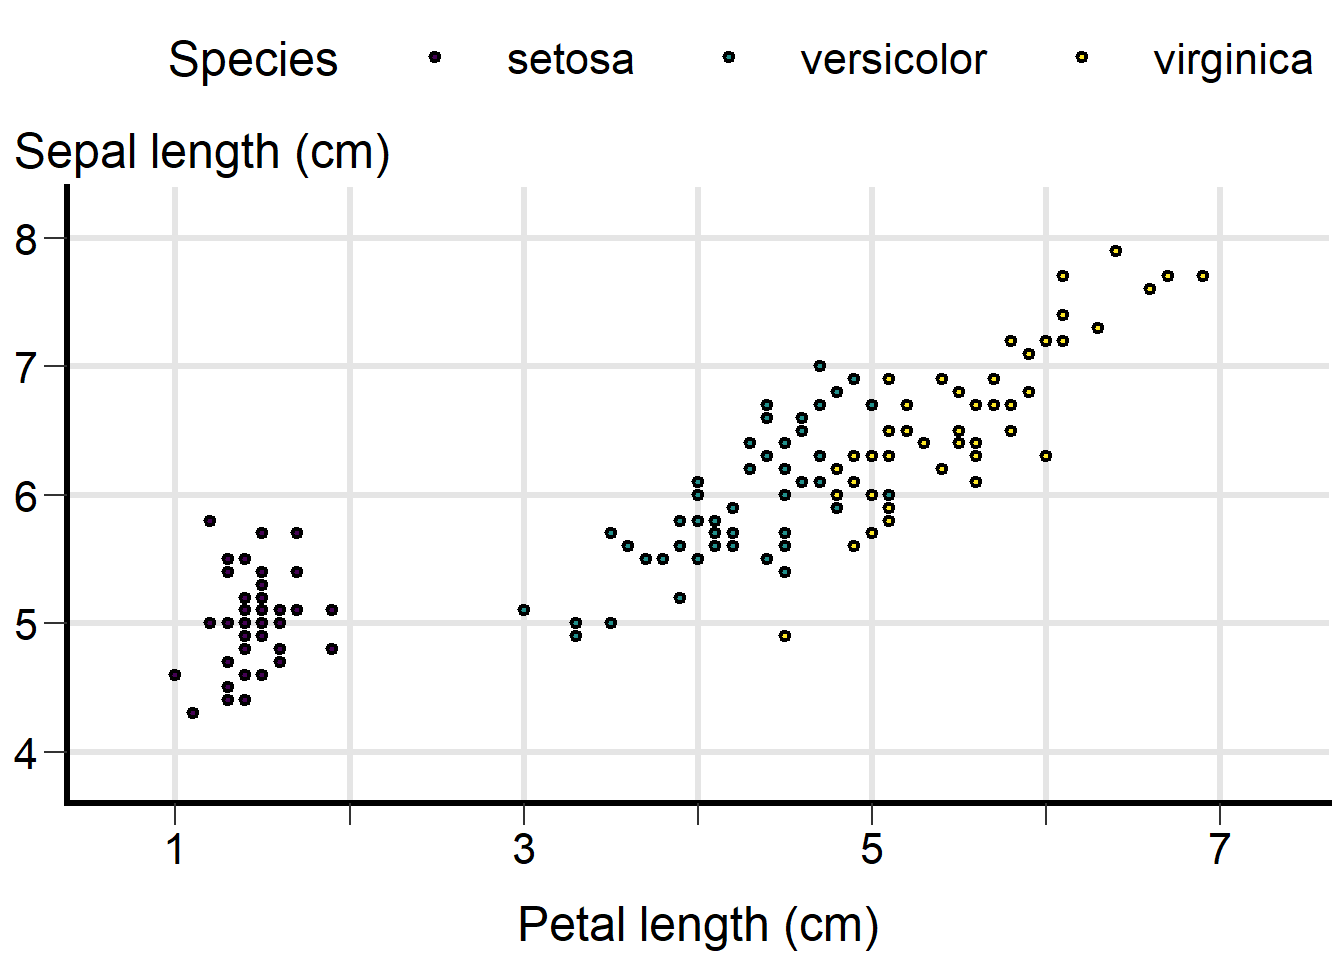 Species setosa versicolor virginica
Sepal length (cm)
8
7
6
5
4
1 3 5 7
Petal length (cm)